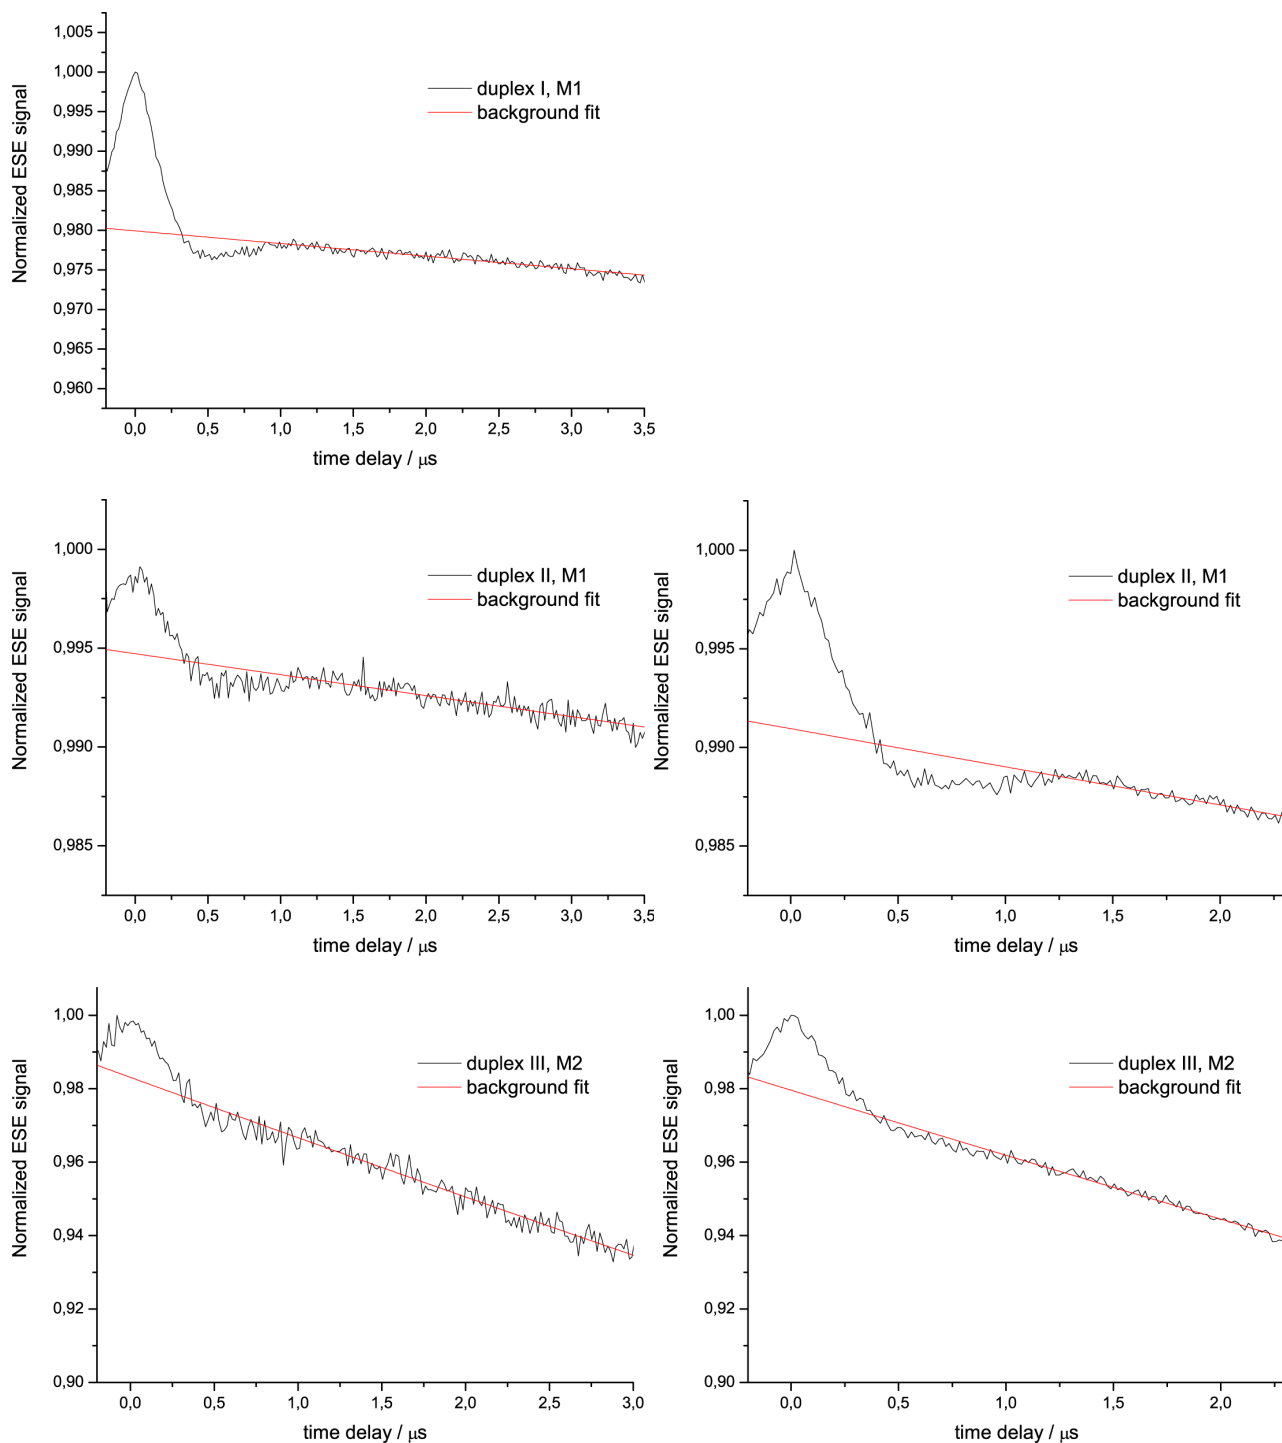 Normalized ESE signal
1,005
1,000
0,995
0,990
0,985
0,980
0,975
0,970
0,965
0,960
duplex I, M1
background fit
0,0 0,5 1,0 1,5 2,0 2,5 3,0 3,5
time delay / μs
Normalized ESE signal
1,000
0,995
0,990
0,985
duplex II, M1
background fit
0,0 0,5 1,0 1,5 2,0 2,5 3,0 3,5
time delay / μs
Normalized ESE signal
1,000
0,995
0,990
0,985
duplex II, M1
background fit
0,0 0,5 1,0 1,5 2,0
time delay / μs
Normalized ESE signal
1,00
0,98
0,96
0,94
0,92
0,90
duplex III, M2
background fit
0,0 0,5 1,0 1,5 2,0 2,5 3,0
time delay / μs
Normalized ESE signal
1,00
0,98
0,96
0,94
0,92
0,90
duplex III, M2
background fit
0,0 0,5 1,0 1,5 2,0
time delay / μs